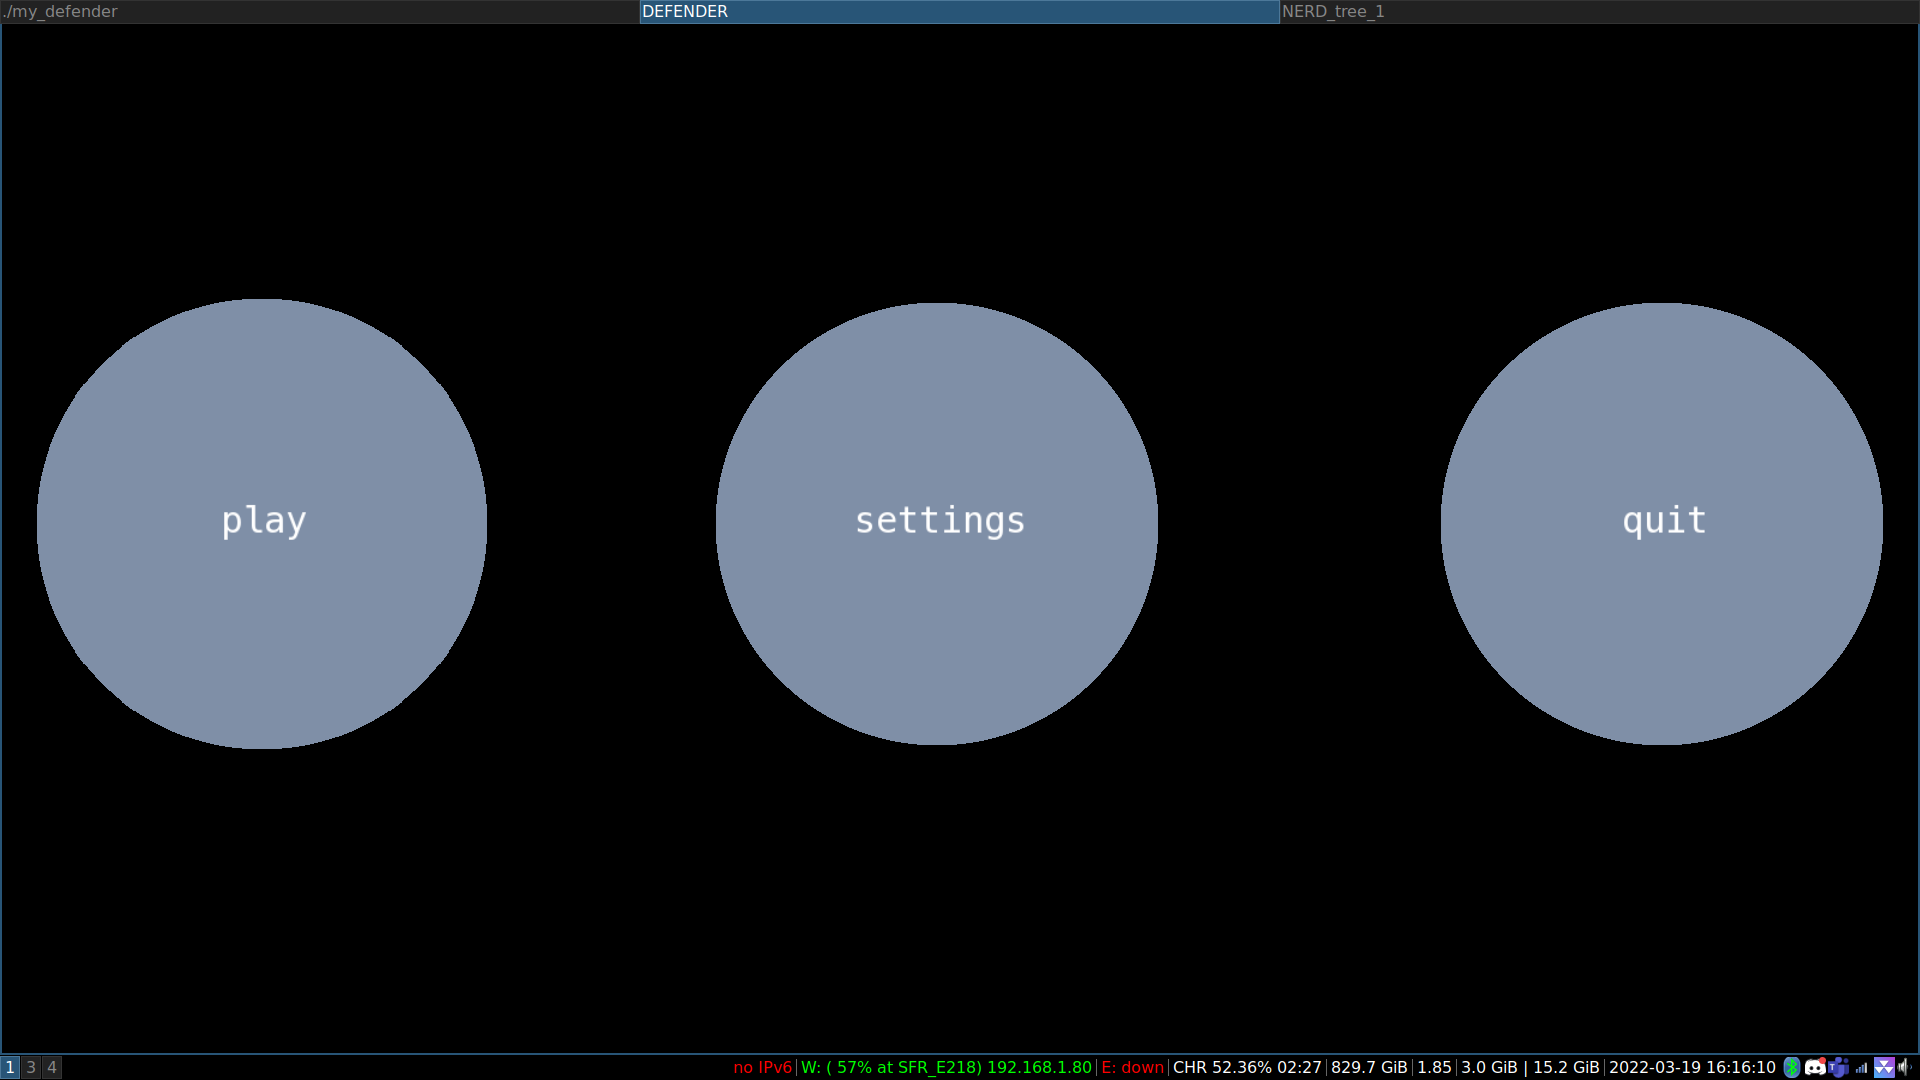 ./my_defender DEFENDER NERD_tree_1
play settings quit
1 3 4 no IPv6 W: ( 57% at SFR_E218) 192.168.1.80 E: down CHR 52.36% 02:27 829.7 GiB 1.85 3.0 GiB | 15.2 GiB 2022-03-19 16:16:10